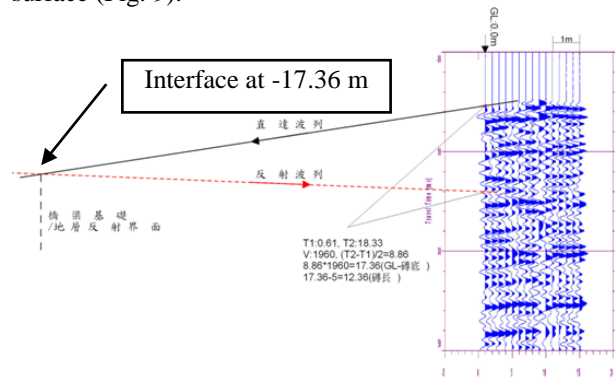 surface (Fig. 9).
GL:0.0m
1m
Interface at -17.36 m
直達波列
反射波列
橋梁基礎
/地層反射界面
T1:0.61, T2:18.33
V:1960, (T2-T1)/2=8.86
8.86*1960=17.36(GL-磚底 )
17.36-5=12.36(磚長 )